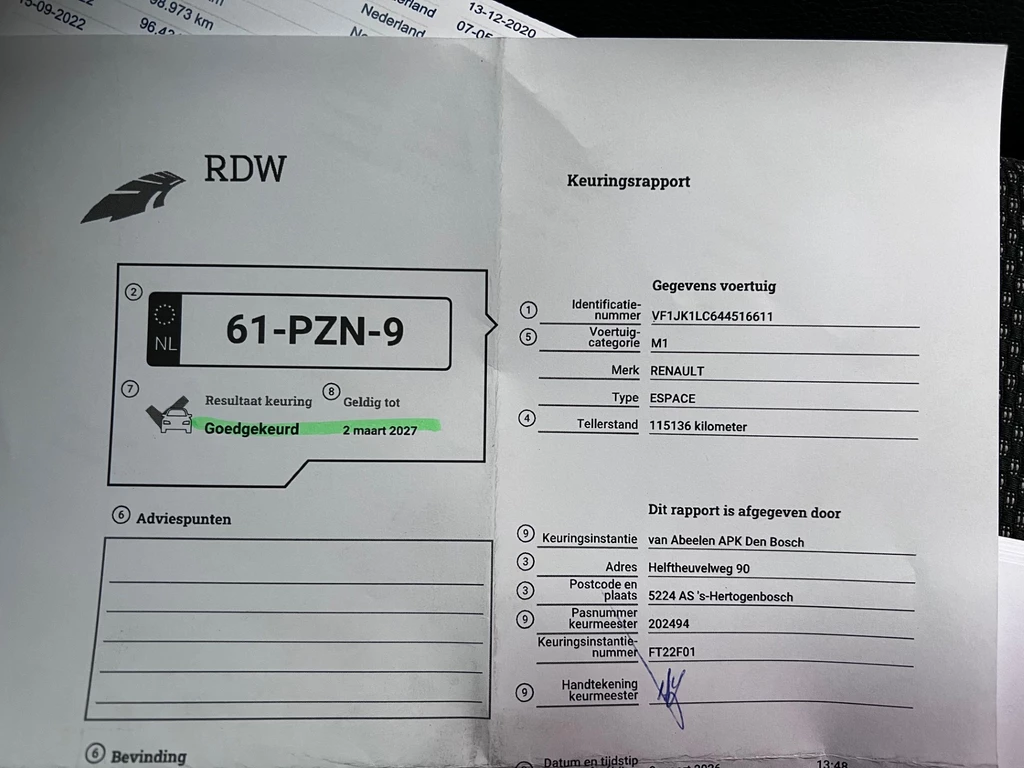 5-09-2022
98.973 km
96.42
Nederland
13-12-2020
07-05
RDW
Keuringsrapport
2
NL
61-PZN-9
7
Resultaat keuring
8
Geldig tot
Goedgekeurd
2 maart 2027
6 Adviespunten
6 Bevinding
Gegevens voertuig
1 Identificatie-
nummer VF1JK1LC644516611
5 Voertuig-
categorie M1
Merk RENAULT
Type ESPACE
4 Tellerstand 115136 kilometer
Dit rapport is afgegeven door
9 Keuringsinstantie van Abeelen APK Den Bosch
3 Adres Helftheuvelweg 90
3 Postcode en
plaats 5224 AS 's-Hertogenbosch
9 Pasnummer
keurmeester 202494
Keuringsinstantie-
nummer FT22F01
9 Handtekening
keurmeester
Datum en tijdstip
13:48